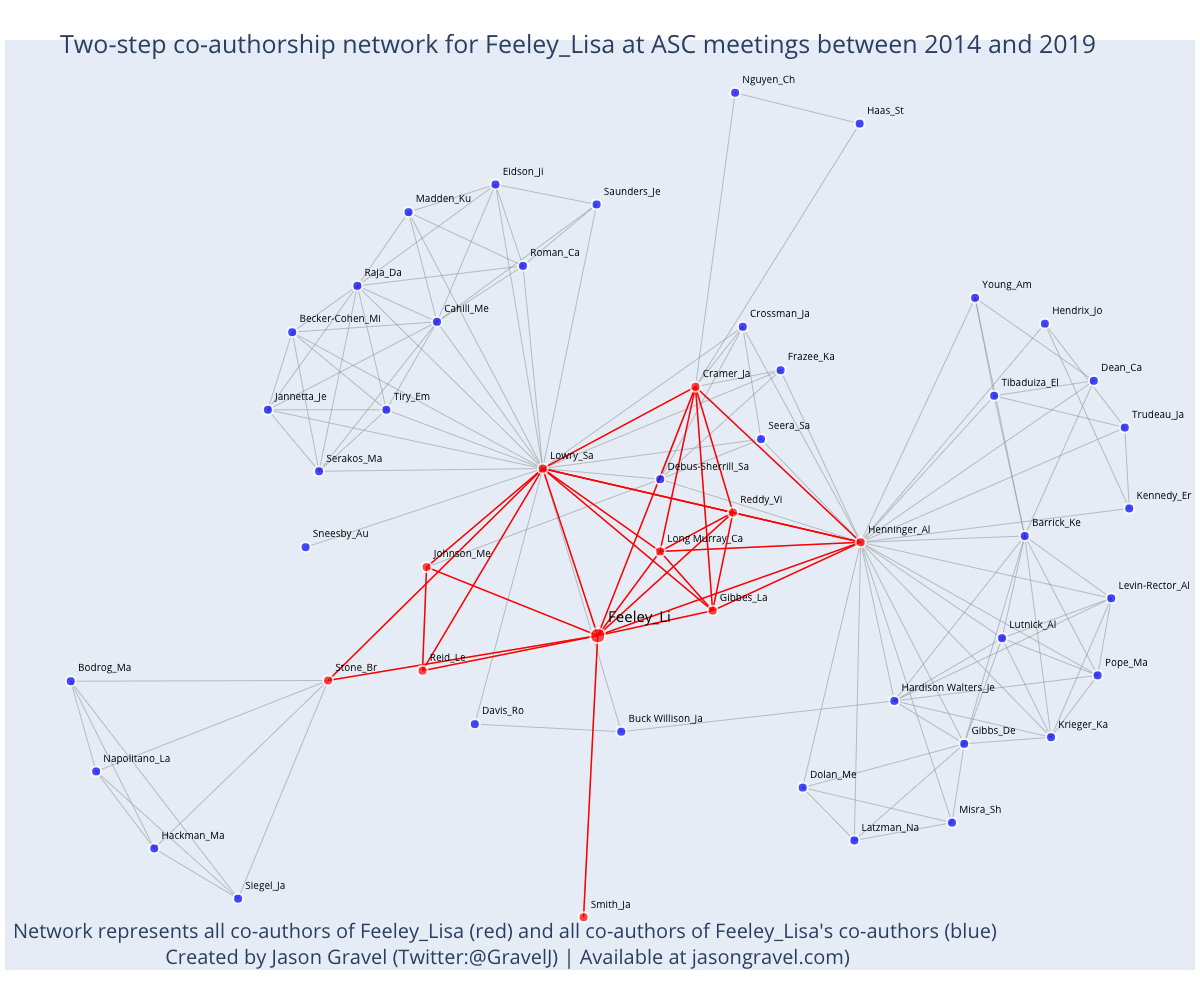 Two-step co-authorship network for Feeley_Lisa at ASC meetings between 2014 and 2019
Nguyen_Ch
Haas_St
Eidson_Ji
Saunders_Je
Madden_Ku
Roman_Ca
Raja_Da
Young_Am
Cahill_Me
Hendrix_Jo
Crossman_Ja
Becker-Cohen_Mi
Frazee_Ka
Dean_Ca
Cramer_Ja
Tibaduiza_El
Jannetta_Je
Tiry_Em
Trudeau_Ja
Seera_Sa
Lowry_Sa
Serakos_Ma
Debus-Sherrill_Sa
Kennedy_Er
Reddy_Vi
Barrick_Ke
Henninger_Al
Sneesby_Au
Long Murray_Ca
Johnson_Me
Levin-Rector_Al
Gibbes_La
Feeley_Li
Lutnick_Al
Reid_Le
Pope_Ma
Bodrog_Ma
Stone_Br
Hardison Walters_Je
Davis_Ro
Buck Willison_Ja
Krieger_Ka
Gibbs_De
Napolitano_La
Dolan_Me
Misra_Sh
Latzman_Na
Hackman_Ma
Siegel_Ja
Smith_Ja
Network represents all co-authors of Feeley_Lisa (red) and all co-authors of Feeley_Lisa's co-authors (blue)
Created by Jason Gravel (Twitter:@GravelJ) | Available at jasongravel.com)